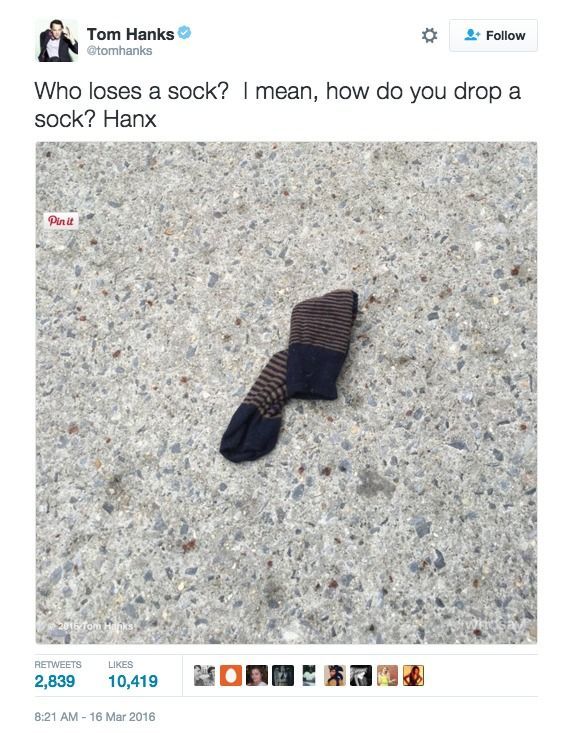 Tom Hanks
@tomhanks
Follow
Who loses a sock?  I mean, how do you drop a
sock? Hanx
Pin it
2016 Tom Hanks
RETWEETS
LIKES
2,839
10,419
8:21 AM - 16 Mar 2016